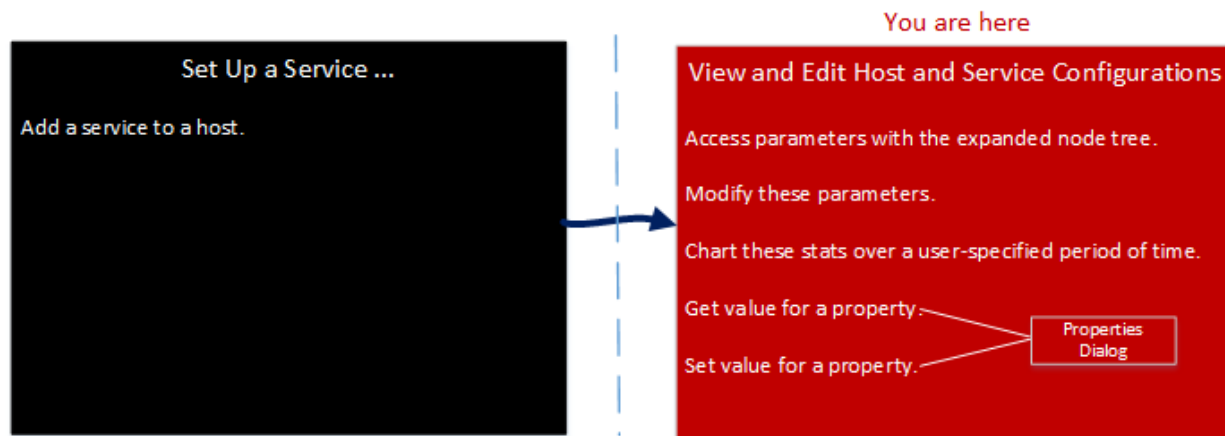 You are here
Set Up a Service ...
Add a service to a host.
View and Edit Host and Service Configurations
Access parameters with the expanded node tree.
Modify these parameters.
Chart these stats over a user-specified period of time.
Get value for a property.
Set value for a property.
Properties
Dialog